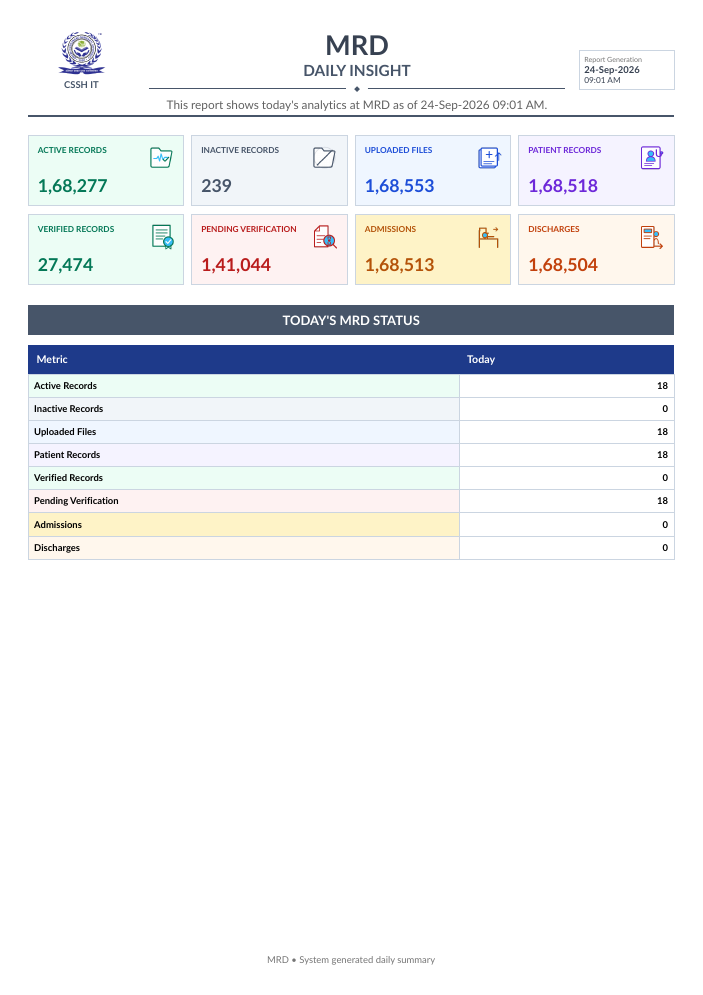 MRD
DAILY INSIGHT
CSSH IT
Report Generation
24-Sep-2026
09:01 AM
This report shows today's analytics at MRD as of 24-Sep-2026 09:01 AM.
ACTIVE RECORDS
1,68,277
INACTIVE RECORDS
239
UPLOADED FILES
1,68,553
PATIENT RECORDS
1,68,518
VERIFIED RECORDS
27,474
PENDING VERIFICATION
1,41,044
ADMISSIONS
1,68,513
DISCHARGES
1,68,504
TODAY'S MRD STATUS
Metric Today
Active Records 18
Inactive Records 0
Uploaded Files 18
Patient Records 18
Verified Records 0
Pending Verification 18
Admissions 0
Discharges 0
MRD • System generated daily summary